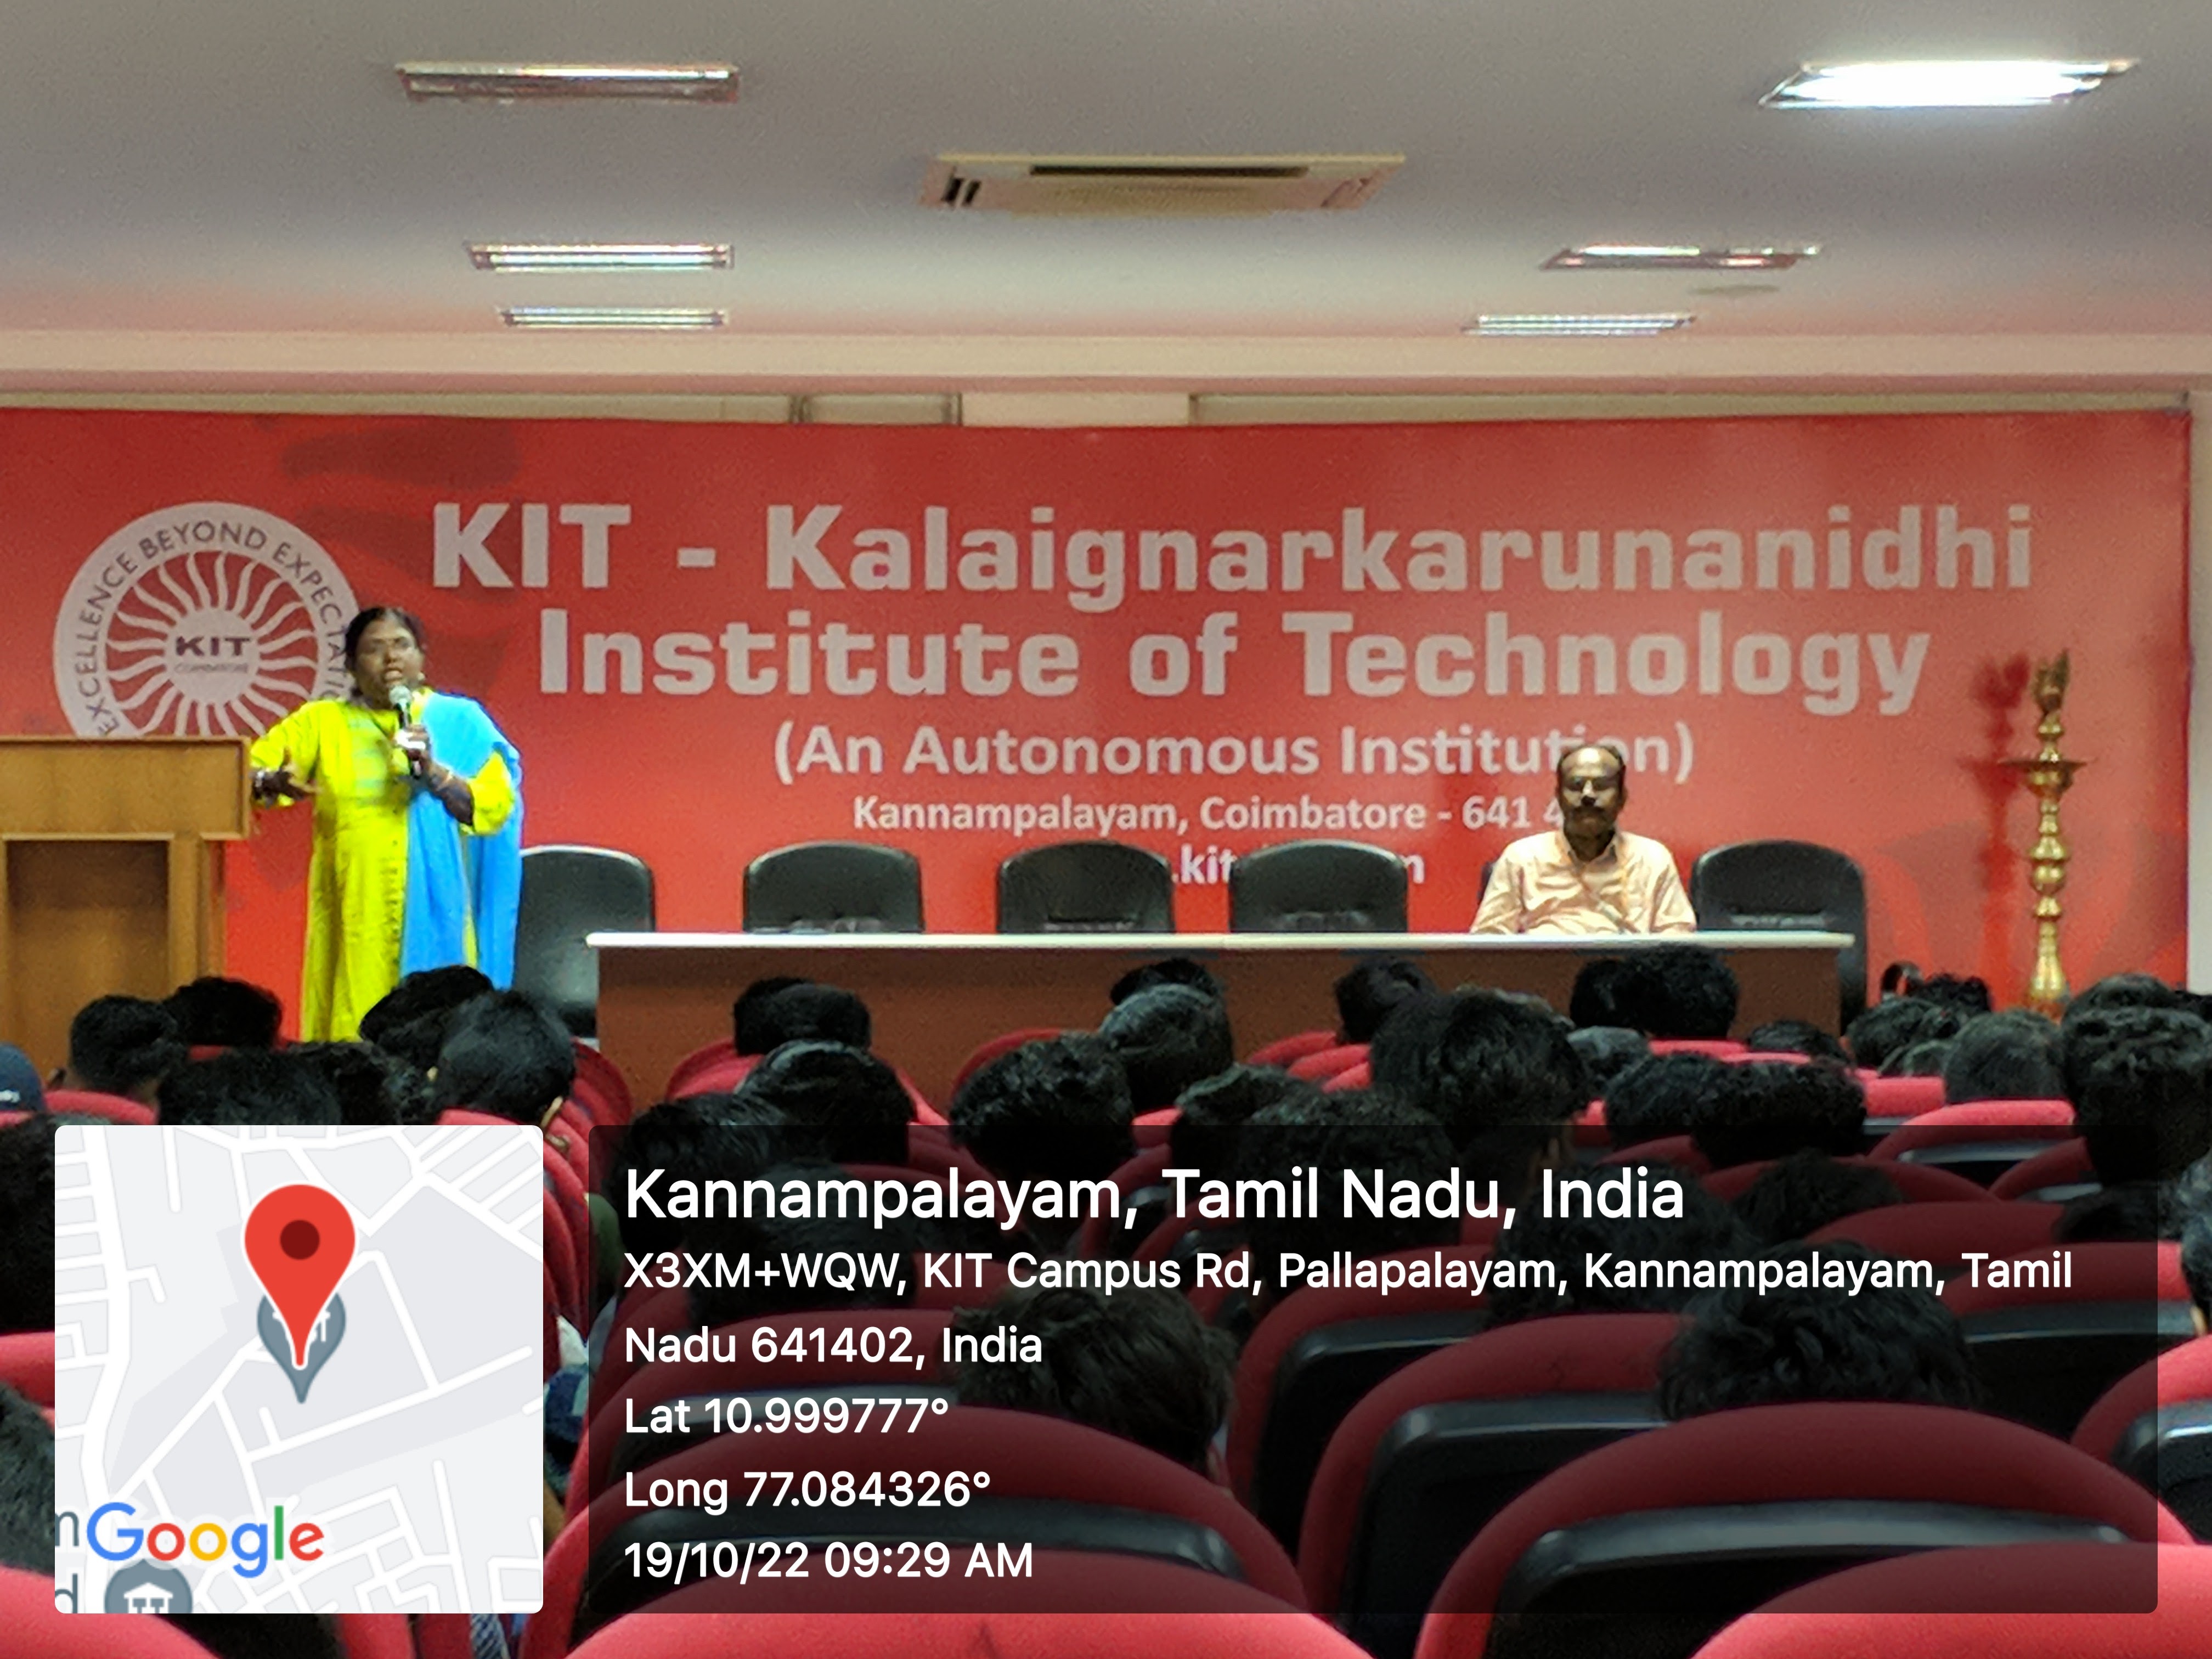 EXCELLENCE BEYOND
KIT
COIMBATORE
KIT - Kalaignarkarunanidhi
Institute of Technology
(An Autonomous
Kannampalayam, Coimbatore - 641
Kannampalayam, Tamil Nadu, India
X3XM+WQW, KIT Campus Rd, Pallapalayam, Kannampalayam, Tamil
Nadu 641402, India
Lat 10.999777°
Long 77.084326°
19/10/22 09:29 AM
Google